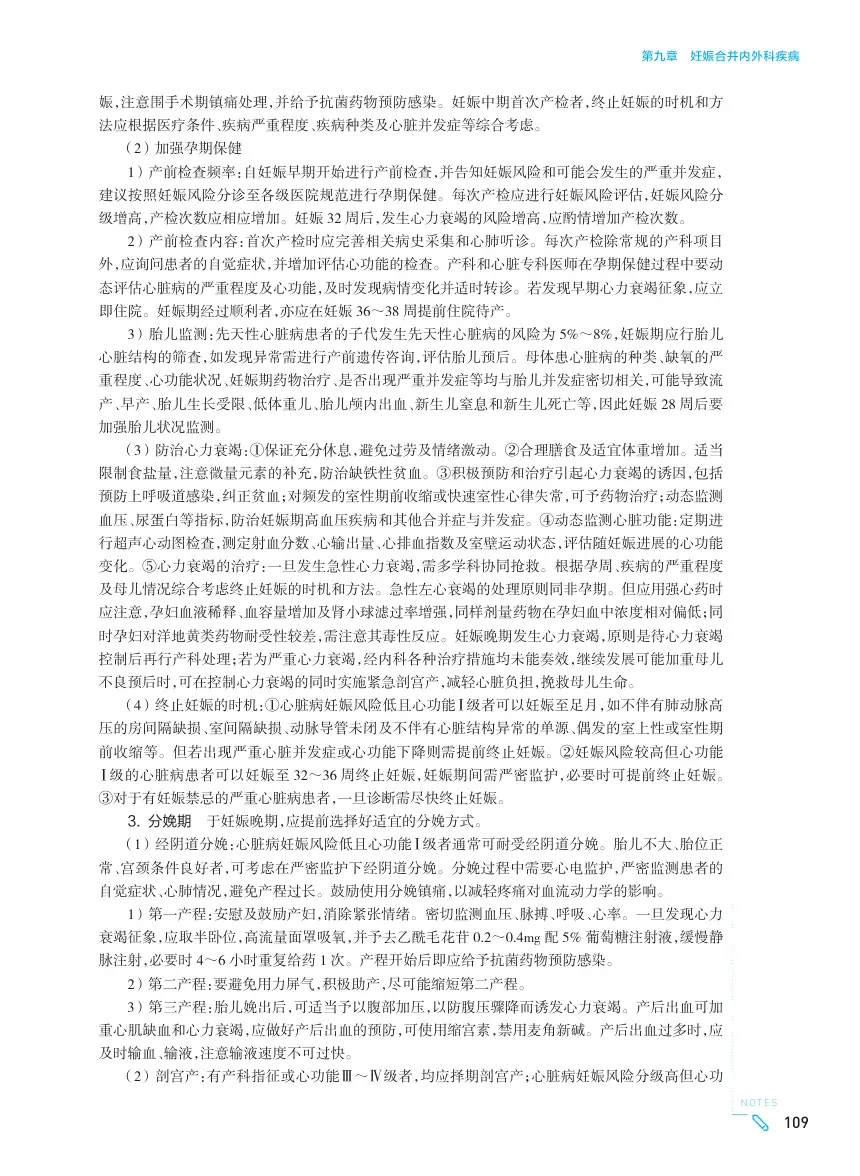 第九章 妊娠合并内外科疾病
娠,注意围手术期镇痛处理,并给予抗菌药物预防感染。妊娠中期首次产检者,终止妊娠的时机和方
法应根据医疗条件、疾病严重程度、疾病种类及心脏并发症等综合考虑。
(2)加强孕期保健
1)产前检查频率:自妊娠早期开始进行产前检查,并告知妊娠风险和可能会发生的严重并发症,
建议按照妊娠风险分诊至各级医院规范进行孕期保健。每次产检应进行妊娠风险评估,妊娠风险分
级增高,产检次数应相应增加。妊娠 32 周后,发生心力衰竭的风险增高,应酌情增加产检次数。
2)产前检查内容:首次产检时应完善相关病史采集和心肺听诊。每次产检除常规的产科项目
外,应询问患者的自觉症状,并增加评估心功能的检查。产科和心脏专科医师在孕期保健过程中要动
态评估心脏病的严重程度及心功能,及时发现病情变化并适时转诊。若发现早期心力衰竭征象,应立
即住院。妊娠期经过顺利者,亦应在妊娠 36～38 周提前住院待产。
3)胎儿监测:先天性心脏病患者的子代发生先天性心脏病的风险为 5%～8%,妊娠期应行胎儿
心脏结构的筛查,如发现异常需进行产前遗传咨询,评估胎儿预后。母体患心脏病的种类、缺氧的严
重程度、心功能状况、妊娠期药物治疗、是否出现严重并发症等均与胎儿并发症密切相关,可能导致流
产、早产、胎儿生长受限、低体重儿、胎儿颅内出血、新生儿窒息和新生儿死亡等,因此妊娠 28 周后要
加强胎儿状况监测。
(3)防治心力衰竭:①保证充分休息,避免过劳及情绪激动。②合理膳食及适宜体重增加。适当
限制食盐量,注意微量元素的补充,防治缺铁性贫血。③积极预防和治疗引起心力衰竭的诱因,包括
预防上呼吸道感染,纠正贫血;对频发的室性期前收缩或快速室性心律失常,可予药物治疗;动态监测
血压、尿蛋白等指标,防治妊娠期高血压疾病和其他合并症与并发症。④动态监测心脏功能:定期进
行超声心动图检查,测定射血分数、心输出量、心排血指数及室壁运动状态,评估随妊娠进展的心功能
变化。⑤心力衰竭的治疗:一旦发生急性心力衰竭,需多学科协同抢救。根据孕周、疾病的严重程度
及母儿情况综合考虑终止妊娠的时机和方法。急性左心衰竭的处理原则同非孕期。但应用强心药时
应注意,孕妇血液稀释、血容量增加及肾小球滤过率增强,同样剂量药物在孕妇血中浓度相对偏低;同
时孕妇对洋地黄类药物耐受性较差,需注意其毒性反应。妊娠晚期发生心力衰竭,原则是待心力衰竭
控制后再行产科处理;若为严重心力衰竭,经内科各种治疗措施均未能奏效,继续发展可能加重母儿
不良预后时,可在控制心力衰竭的同时实施紧急剖宫产,减轻心脏负担,挽救母儿生命。
(4)终止妊娠的时机:①心脏病妊娠风险低且心功能Ⅰ级者可以妊娠至足月,如不伴有肺动脉高
压的房间隔缺损、室间隔缺损、动脉导管未闭及不伴有心脏结构异常的单源、偶发的室上性或室性期
前收缩等。但若出现严重心脏并发症或心功能下降则需提前终止妊娠。②妊娠风险较高但心功能
Ⅰ级的心脏病患者可以妊娠至 32～36 周终止妊娠,妊娠期间需严密监护,必要时可提前终止妊娠。
③对于有妊娠禁忌的严重心脏病患者,一旦诊断需尽快终止妊娠。
3. 分娩期 于妊娠晚期,应提前选择好适宜的分娩方式。
(1)经阴道分娩:心脏病妊娠风险低且心功能Ⅰ级者通常可耐受经阴道分娩。胎儿不大、胎位正
常、宫颈条件良好者,可考虑在严密监护下经阴道分娩。分娩过程中需要心电监护,严密监测患者的
自觉症状、心肺情况,避免产程过长。鼓励使用分娩镇痛,以减轻疼痛对血流动力学的影响。
1)第一产程:安慰及鼓励产妇,消除紧张情绪。密切监测血压、脉搏、呼吸、心率。一旦发现心力
衰竭征象,应取半卧位,高流量面罩吸氧,并予去乙酰毛花苷 0.2～0.4mg 配 5% 葡萄糖注射液,缓慢静
脉注射,必要时 4～6 小时重复给药 1 次。产程开始后即应给予抗菌药物预防感染。
2)第二产程:要避免用力屏气,积极助产,尽可能缩短第二产程。
3)第三产程:胎儿娩出后,可适当予以腹部加压,以防腹压骤降而诱发心力衰竭。产后出血可加
重心肌缺血和心力衰竭,应做好产后出血的预防,可使用缩宫素,禁用麦角新碱。产后出血过多时,应
及时输血、输液,注意输液速度不可过快。
(2)剖宫产:有产科指征或心功能Ⅲ～Ⅳ级者,均应择期剖宫产;心脏病妊娠风险分级高但心功
NOTES
109